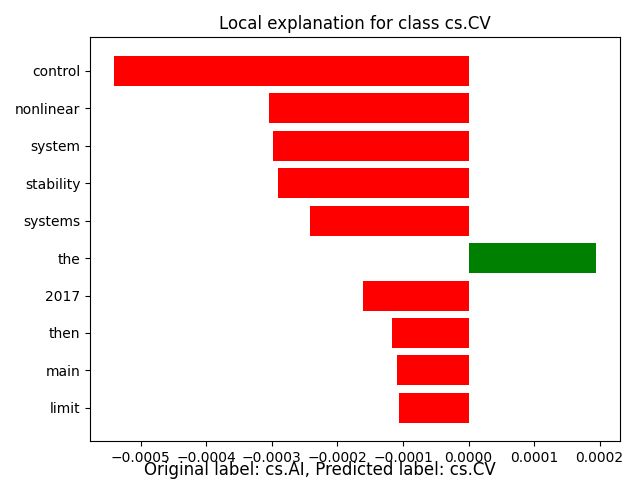 Local explanation for class cs.CV
control
nonlinear
system
stability
systems
the
2017
then
main
limit
−0.0005 −0.0004 −0.0003 −0.0002 −0.0001 0.0000 0.0001 0.0002
Original label: cs.AI, Predicted label: cs.CV